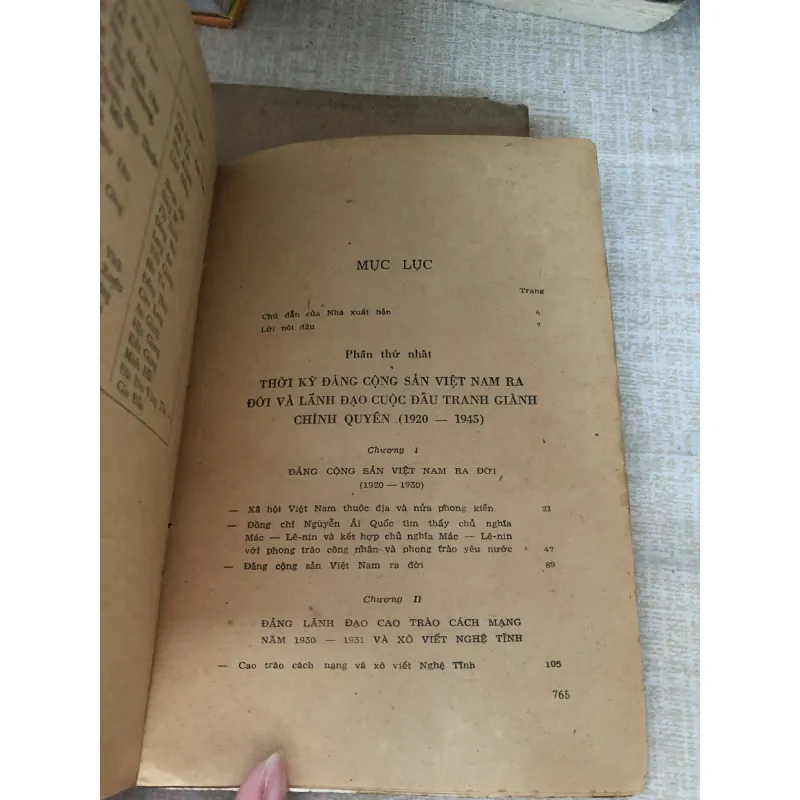 MỤC LỤC
Trang
Chú dẫn của Nhà xuất bản 6
Lời nói đầu 7
Phần thứ nhất
THỜI KỲ ĐẢNG CỘNG SẢN VIỆT NAM RA
ĐỜI VÀ LÃNH ĐẠO CUỘC ĐẤU TRANH GIÀNH
CHÍNH QUYỀN (1920 — 1945)
Chương I
ĐẢNG CỘNG SẢN VIỆT NAM RA ĐỜI
(1920 — 1930)
— Xã hội Việt Nam thuộc địa và nửa phong kiến 21
— Đồng chí Nguyễn Ái Quốc tìm thấy chủ nghĩa
Mác — Lê-nin và kết hợp chủ nghĩa Mác — Lê-nin
với phong trào công nhân và phong trào yêu nước 47
— Đảng cộng sản Việt Nam ra đời 89
Chương II
ĐẢNG LÃNH ĐẠO CAO TRÀO CÁCH MẠNG
NĂM 1930 — 1931 VÀ XÔ VIẾT NGHỆ TĨNH
— Cao trào cách mạng và xô viết Nghệ Tĩnh 105
765